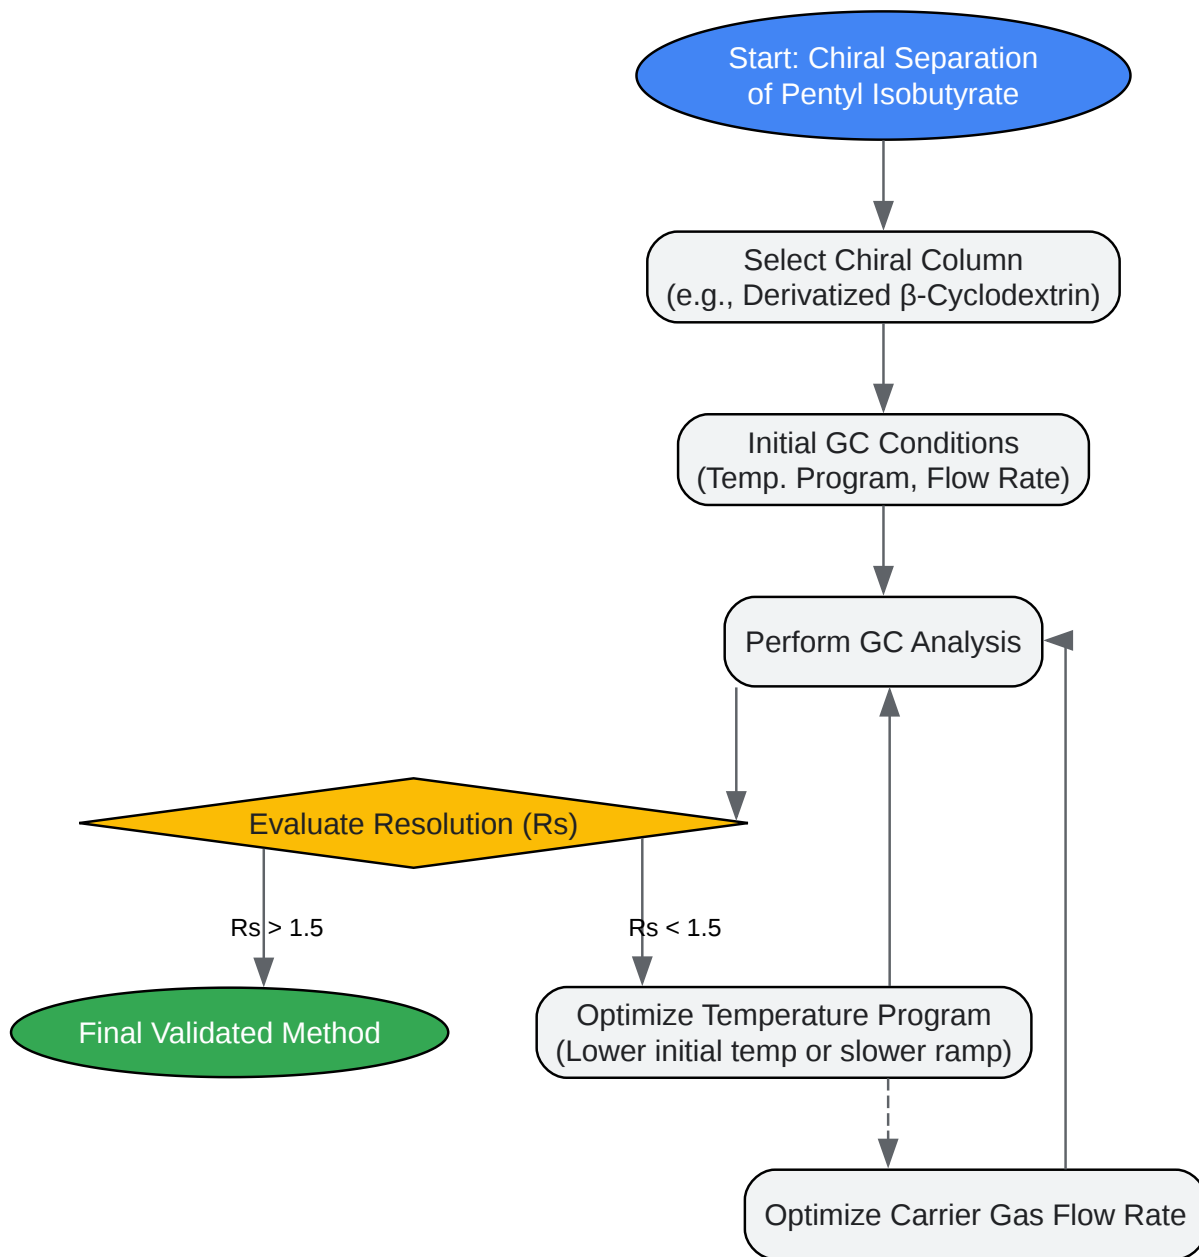 Start: Chiral Separation
of Pentyl Isobutyrate
Select Chiral Column
(e.g., Derivatized β-Cyclodextrin)
Initial GC Conditions
(Temp. Program, Flow Rate)
Perform GC Analysis
Evaluate Resolution (Rs)
Rs > 1.5
Rs < 1.5
Final Validated Method
Optimize Temperature Program
(Lower initial temp or slower ramp)
Optimize Carrier Gas Flow Rate